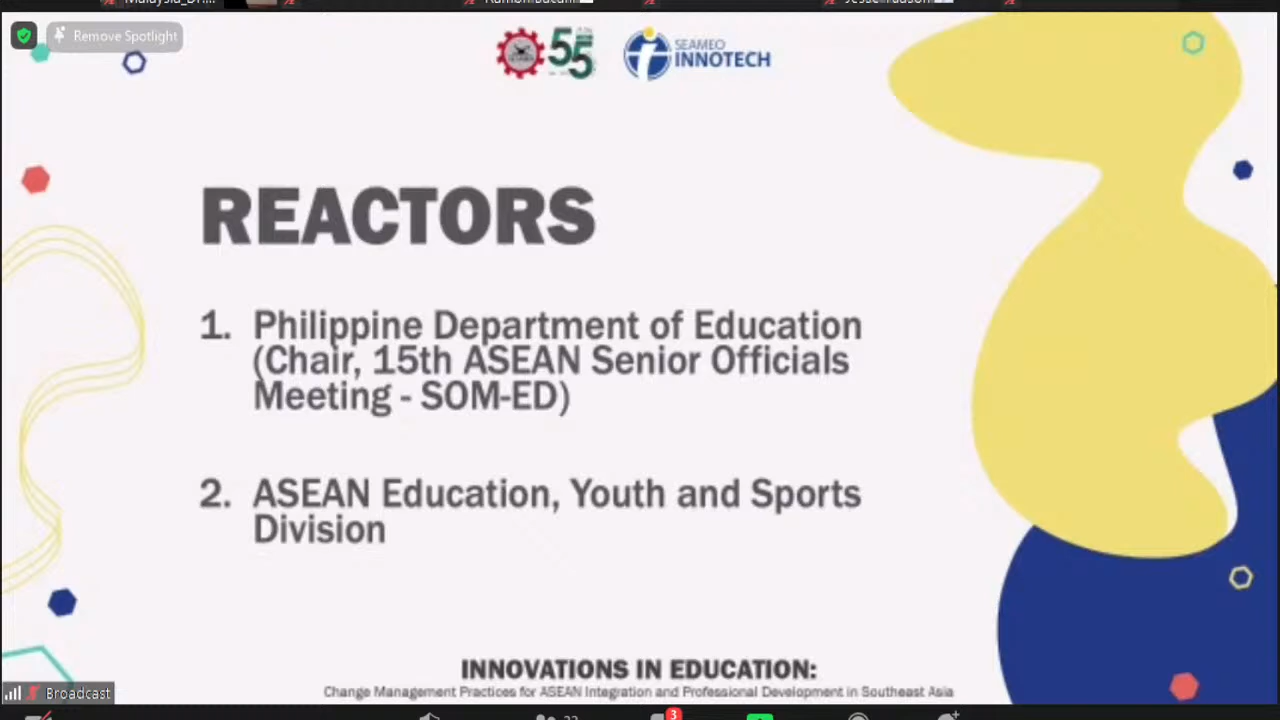 Remove Spotlight
55
SEAMEO
INNOTECH
REACTORS
1. Philippine Department of Education
(Chair, 15th ASEAN Senior Officials
Meeting - SOM-ED)
2. ASEAN Education, Youth and Sports
Division
INNOVATIONS IN EDUCATION:
Change Management Practices for ASEAN Integration and Professional Development in Southeast Asia
Broadcast
3